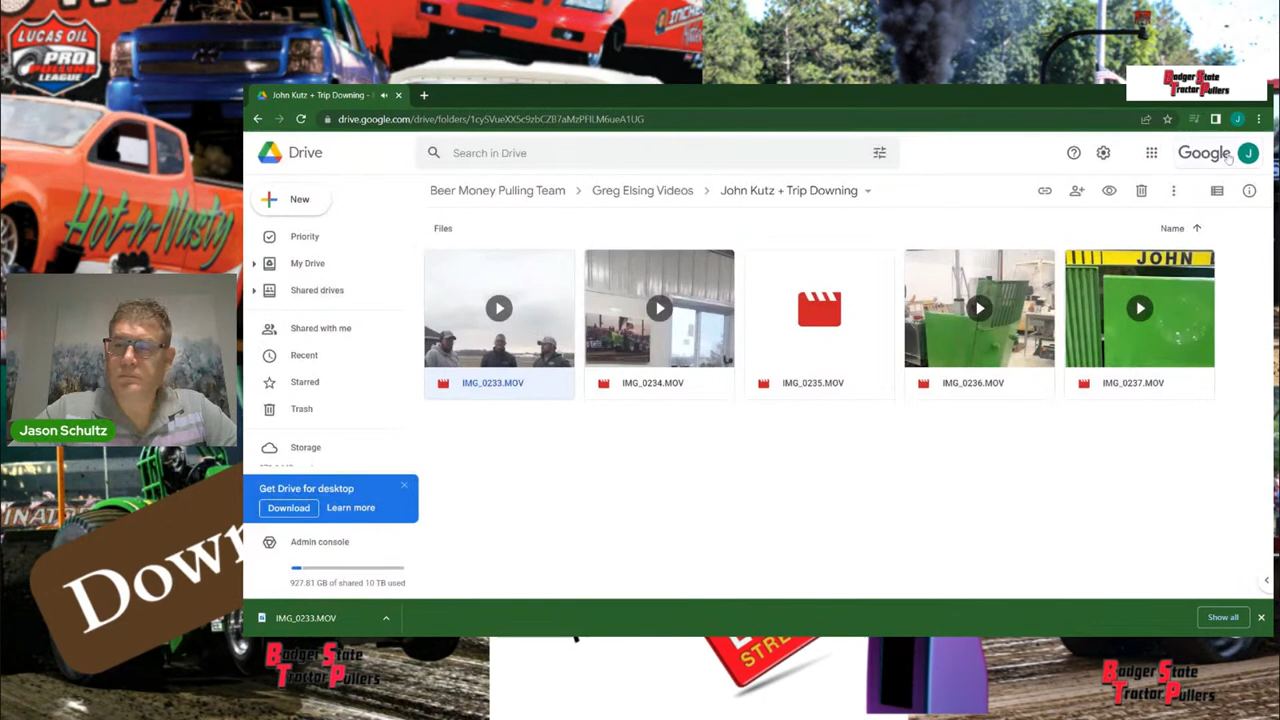 LUCAS OIL
PRO
PULLING
LEAGUE
Hot-n-Nasty
Badger State
Tractor Pullers
John Kutz + Trip Downing -
drive.google.com/drive/folders/1cySVueXX5c9zbCZB7aMzPFILM6ueA1UG
Drive
Search in Drive
Google
J
New
Beer Money Pulling Team
Greg Elsing Videos
John Kutz + Trip Downing
Priority
My Drive
Shared drives
Shared with me
Recent
Starred
Trash
Storage
Files
Name
JOHN
IMG_0233.MOV
IMG_0234.MOV
IMG_0235.MOV
IMG_0236.MOV
IMG_0237.MOV
Jason Schultz
Get Drive for desktop
Download
Learn more
Admin console
927.81 GB of shared 10 TB used
IMG_0233.MOV
Show all
INATOR
Down
Badger State
Tractor Pullers
STRE
Badger State
Tractor Pullers